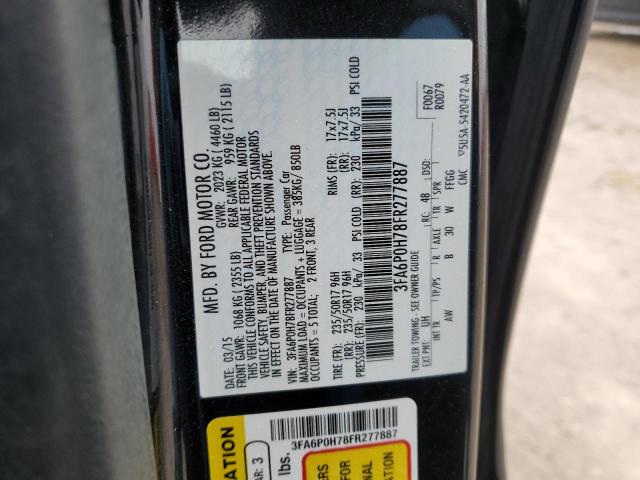 MFD. BY FORD MOTOR CO.
DATE: 03/15
GVWR: 2023 KG ( 4460 LB)
FRONT GAWR: 1068 KG ( 2355 LB)
REAR GAWR: 959 KG ( 2115 LB)
THIS VEHICLE CONFORMS TO ALL APPLICABLE FEDERAL MOTOR
VEHICLE SAFETY, BUMPER, AND THEFT PREVENTION STANDARDS
IN EFFECT ON THE DATE OF MANUFACTURE SHOWN ABOVE.
VIN: 3FA6P0H78FR277887
TYPE: Passenger Car
MAXIMUM LOAD = OCCUPANTS + LUGGAGE = 385KG/ 850LB
OCCUPANTS = 5 TOTAL; 2 FRONT, 3 REAR
TIRE (FR): 235/50R17 96H RIMS (FR): 17x7.5J
(RR): 235/50R17 96H (RR): 17x7.5J
PRESSURE (FR): 230 kPa/ 33 PSI COLD (RR): 230 kPa/ 33 PSI COLD
3FA6P0H78FR277887
F0067
R0079
TRAILER TOWING - SEE OWNER GUIDE
EXT PNT: UH RC: 4B DSO:
INT TR TP/PS R AXLE TR SPR
AW B 30 W FFGG
CMC
5U5A-5420472-AA
3FA6P0H78FR277887
ATION
AR: 3
lbs.
ERS
FOR
NAL